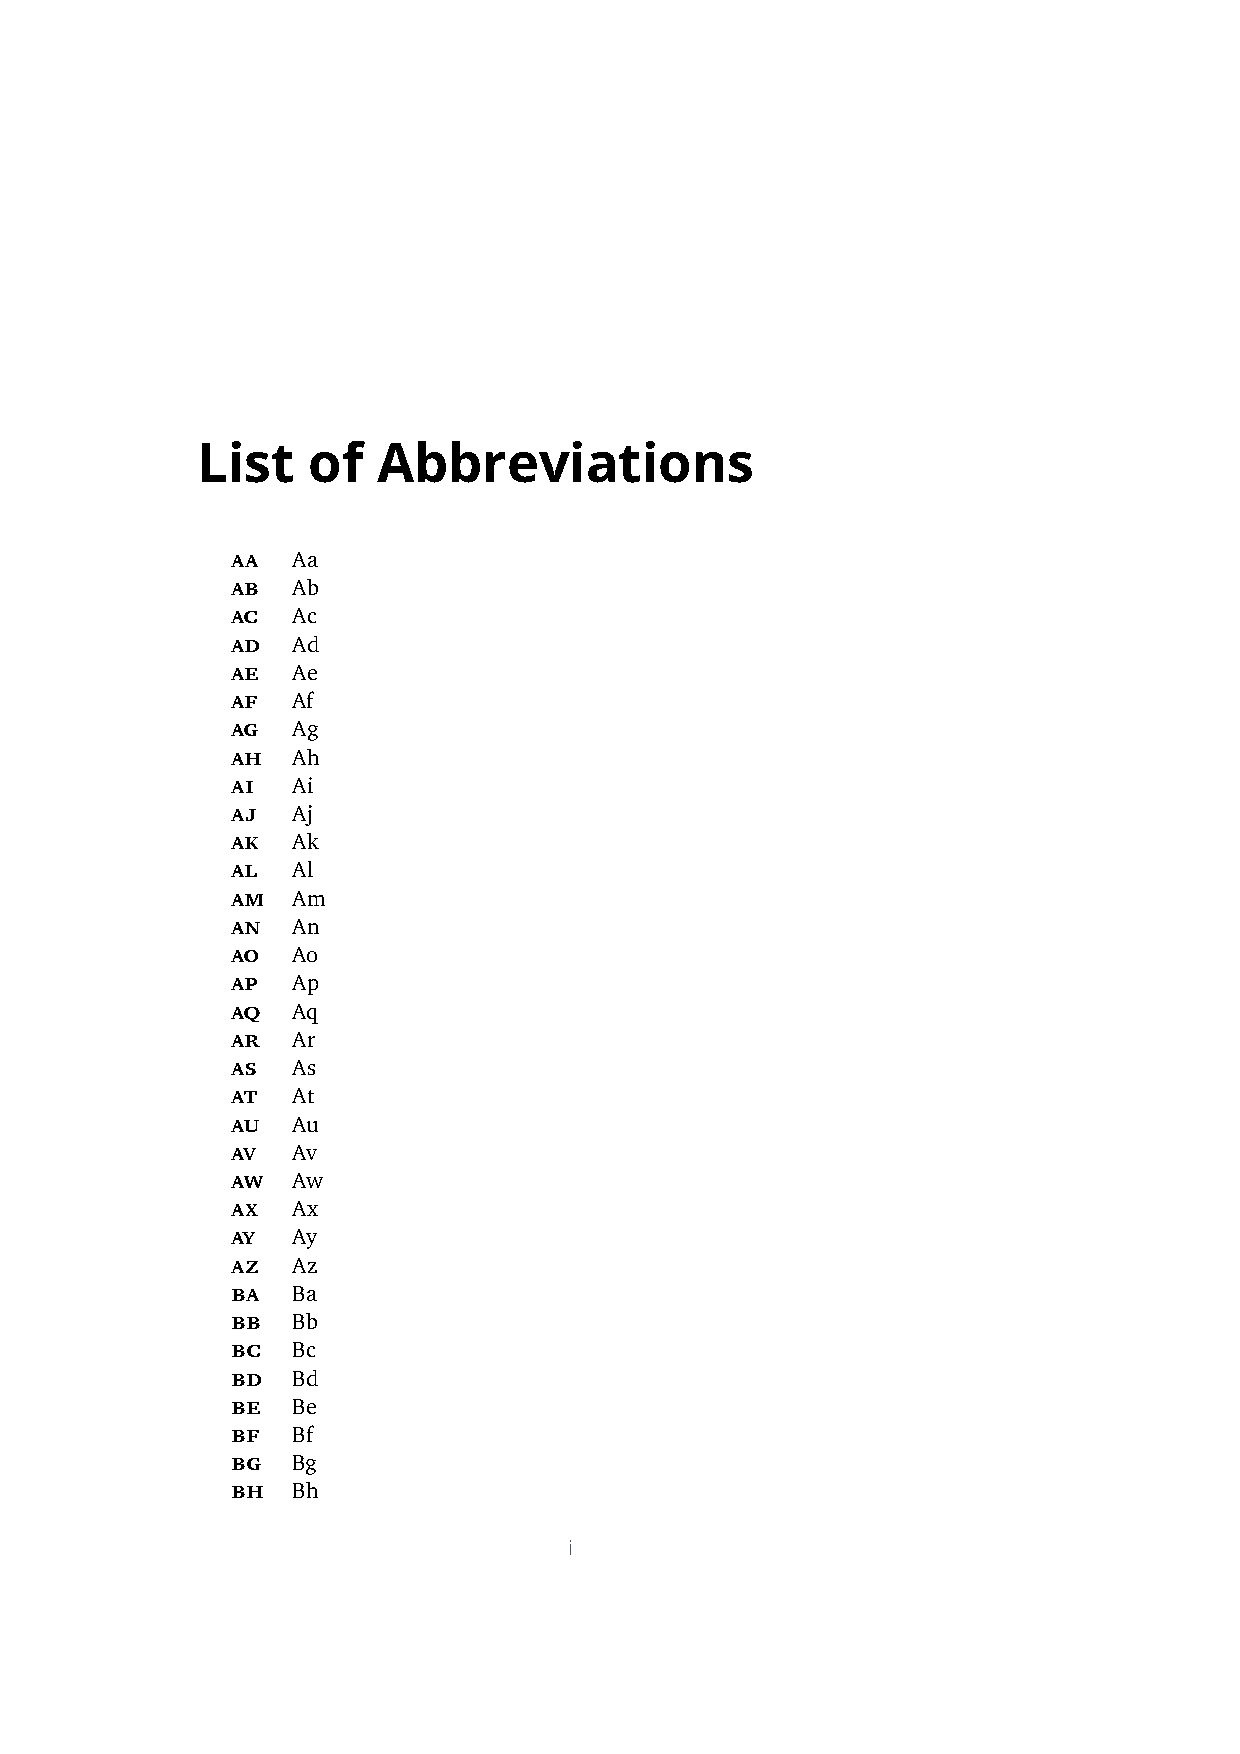 List of Abbreviations
AA Aa
AB Ab
AC Ac
AD Ad
AE Ae
AF Af
AG Ag
AH Ah
AI Ai
AJ Aj
AK Ak
AL Al
AM Am
AN An
AO Ao
AP Ap
AQ Aq
AR Ar
AS As
AT At
AU Au
AV Av
AW Aw
AX Ax
AY Ay
AZ Az
BA Ba
BB Bb
BC Bc
BD Bd
BE Be
BF Bf
BG Bg
BH Bh
i